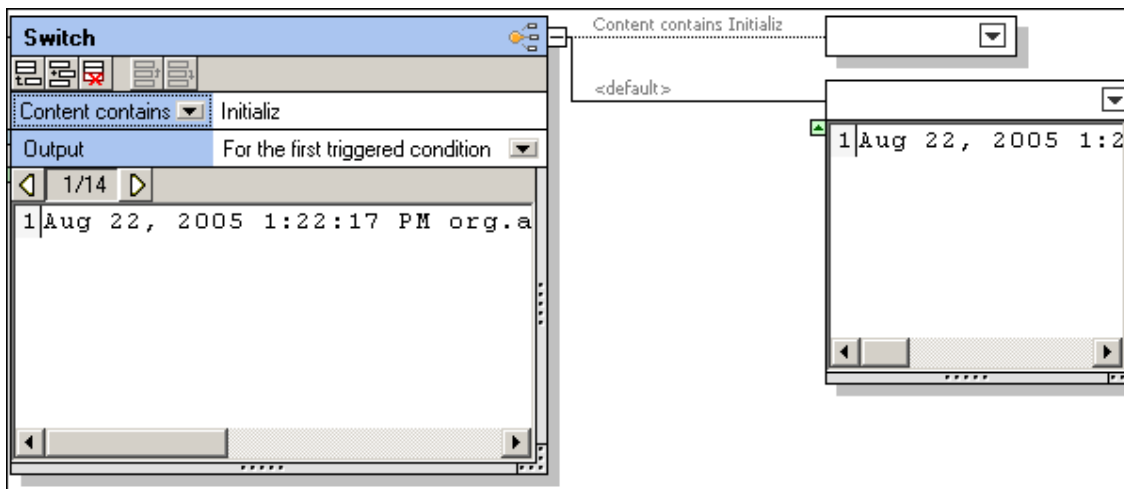 Switch
Content contains Initializ
Content contains Initializ
<default>
Output For the first triggered condition
1/14
1 Aug 22, 2005 1:22:17 PM org.a
1 Aug 22, 2005 1:2